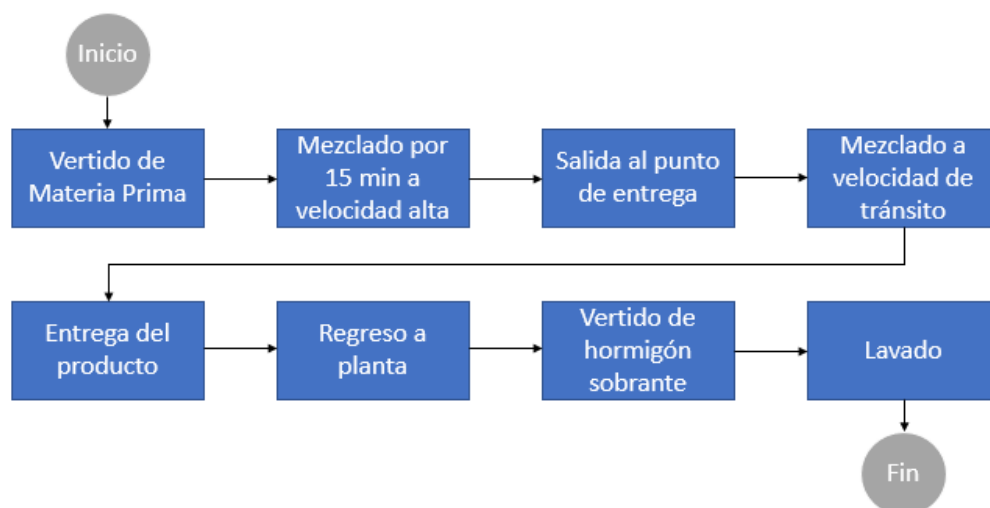 Inicio
Vertido de
Materia Prima
Mezclado por
15 min a
velocidad alta
Salida al punto
de entrega
Mezclado a
velocidad de
tránsito
Entrega del
producto
Regreso a
planta
Vertido de
hormigón
sobrante
Lavado
Fin